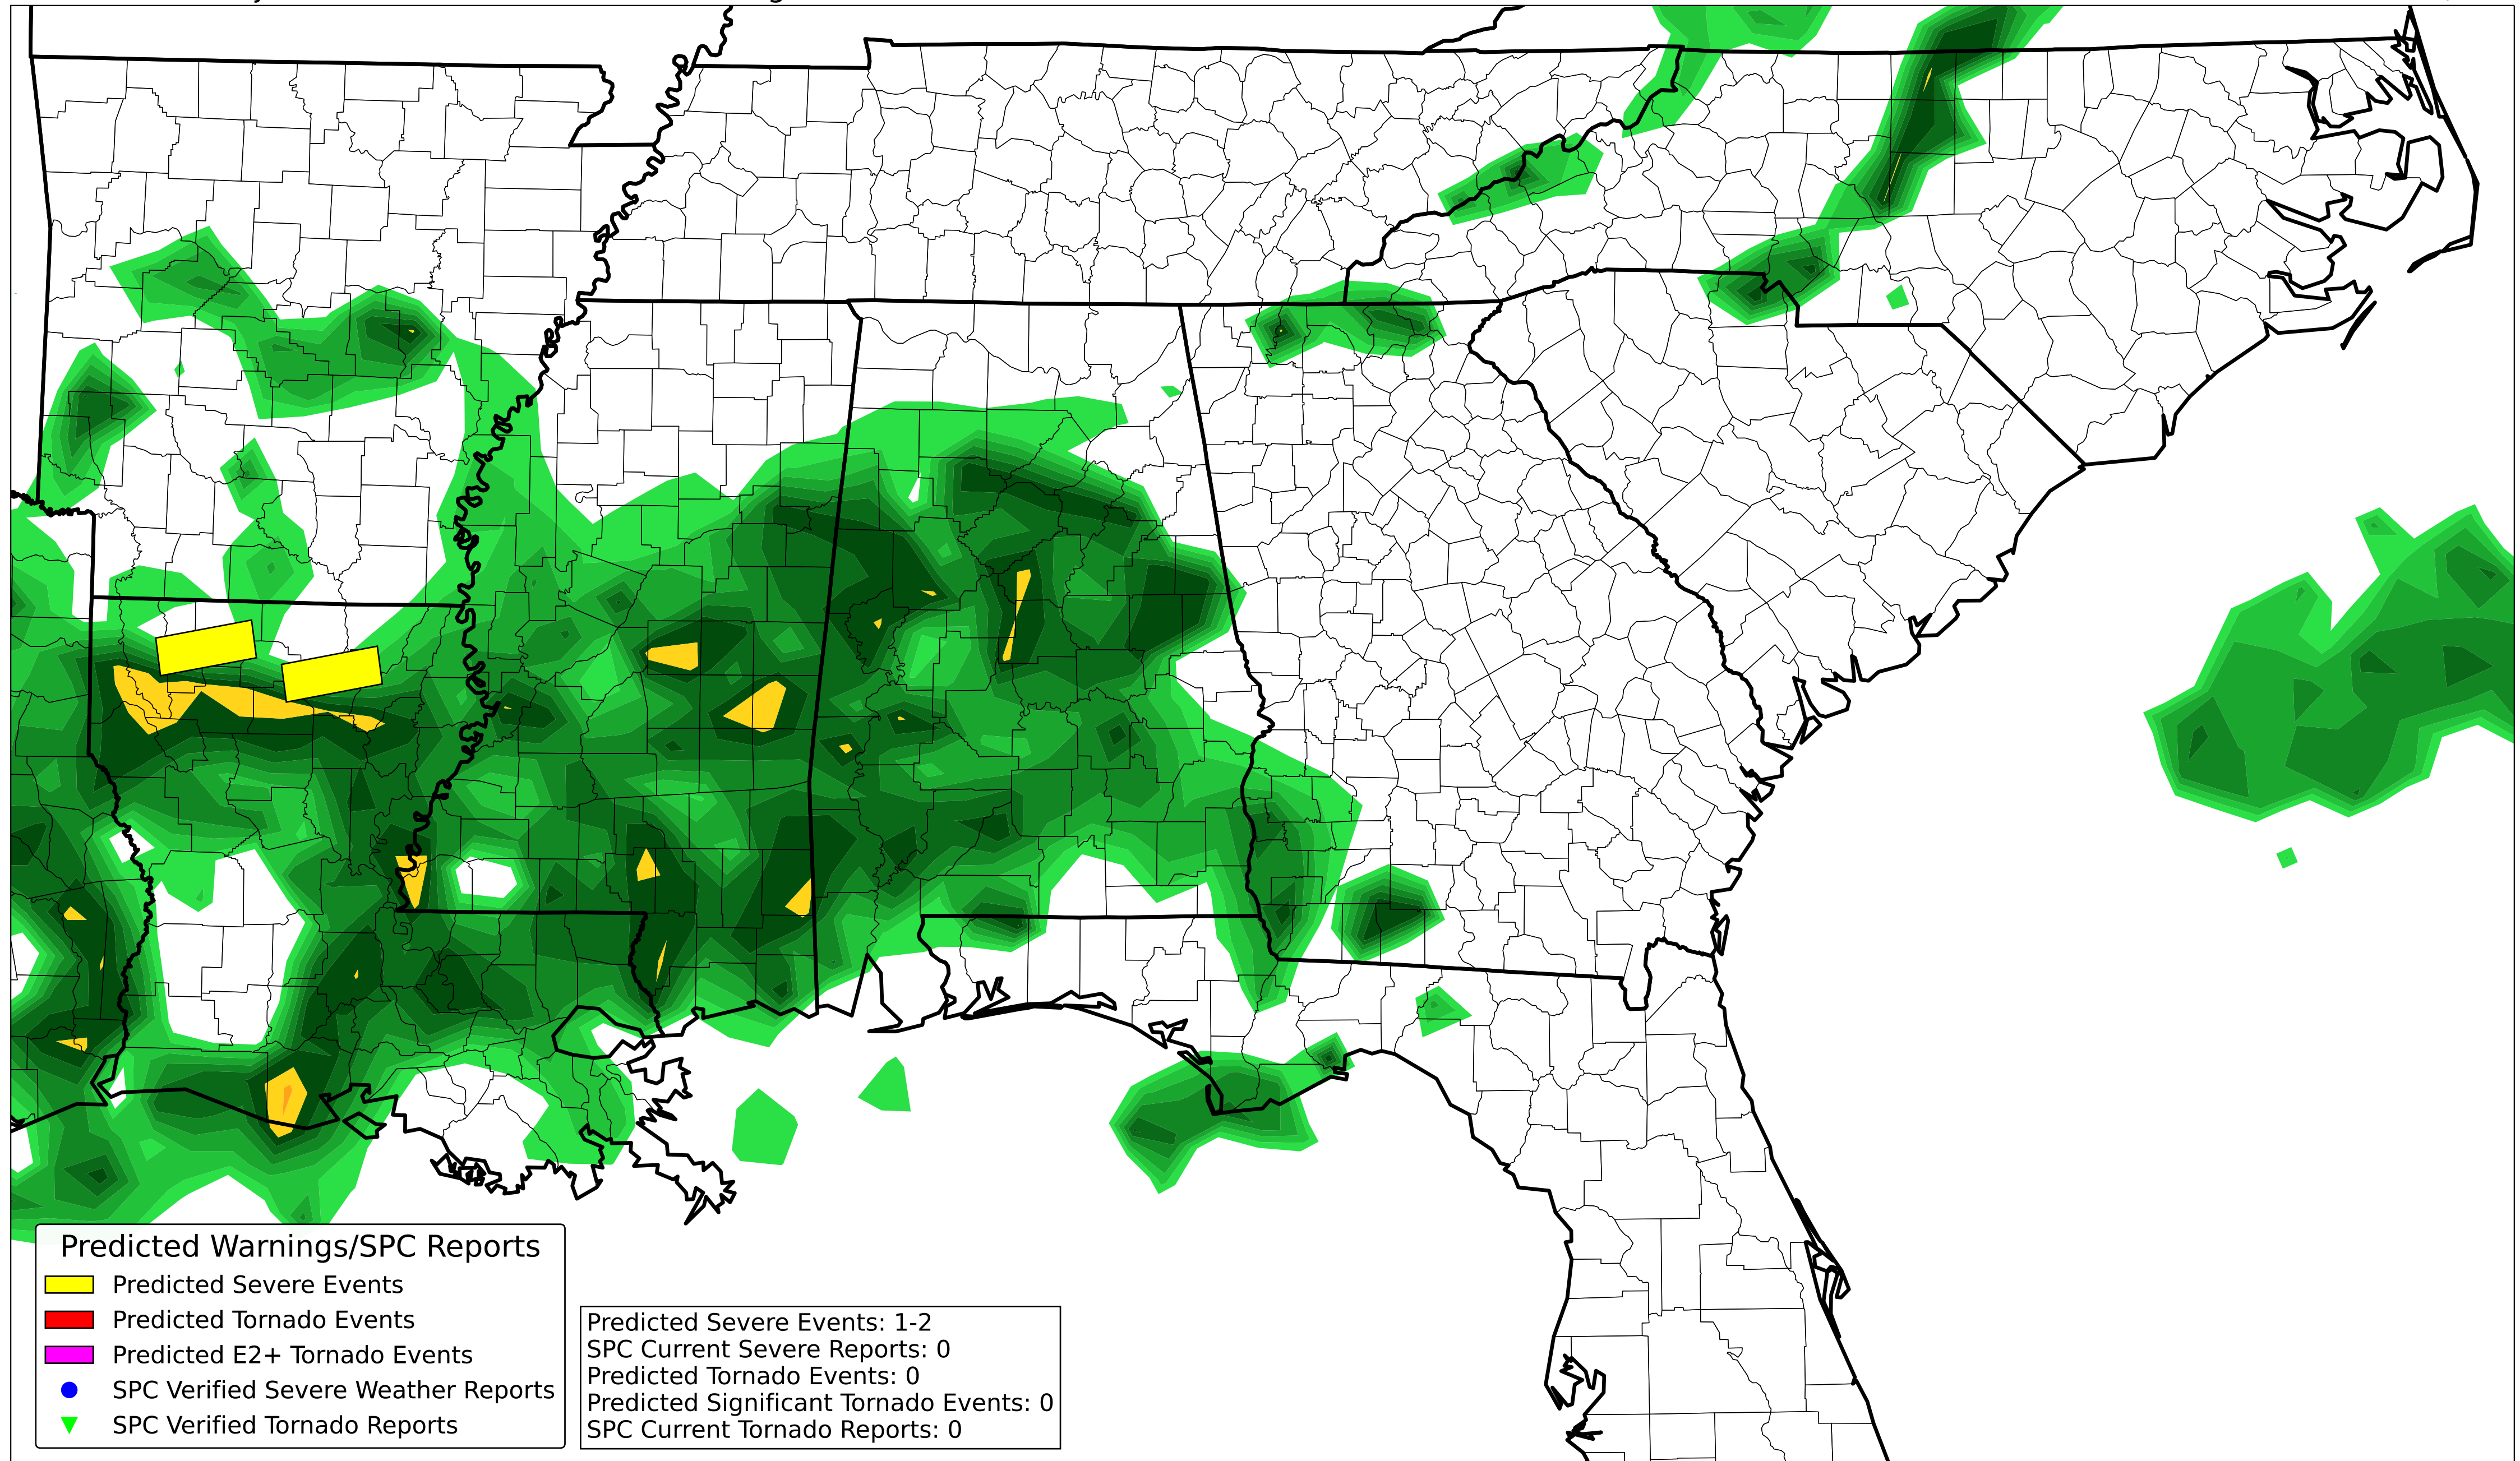 Predicted Warnings/SPC Reports
Predicted Severe Events
Predicted Tornado Events
Predicted E2+ Tornado Events
SPC Verified Severe Weather Reports
SPC Verified Tornado Reports
Predicted Severe Events: 1-2
SPC Current Severe Reports: 0
Predicted Tornado Events: 0
Predicted Significant Tornado Events: 0
SPC Current Tornado Reports: 0